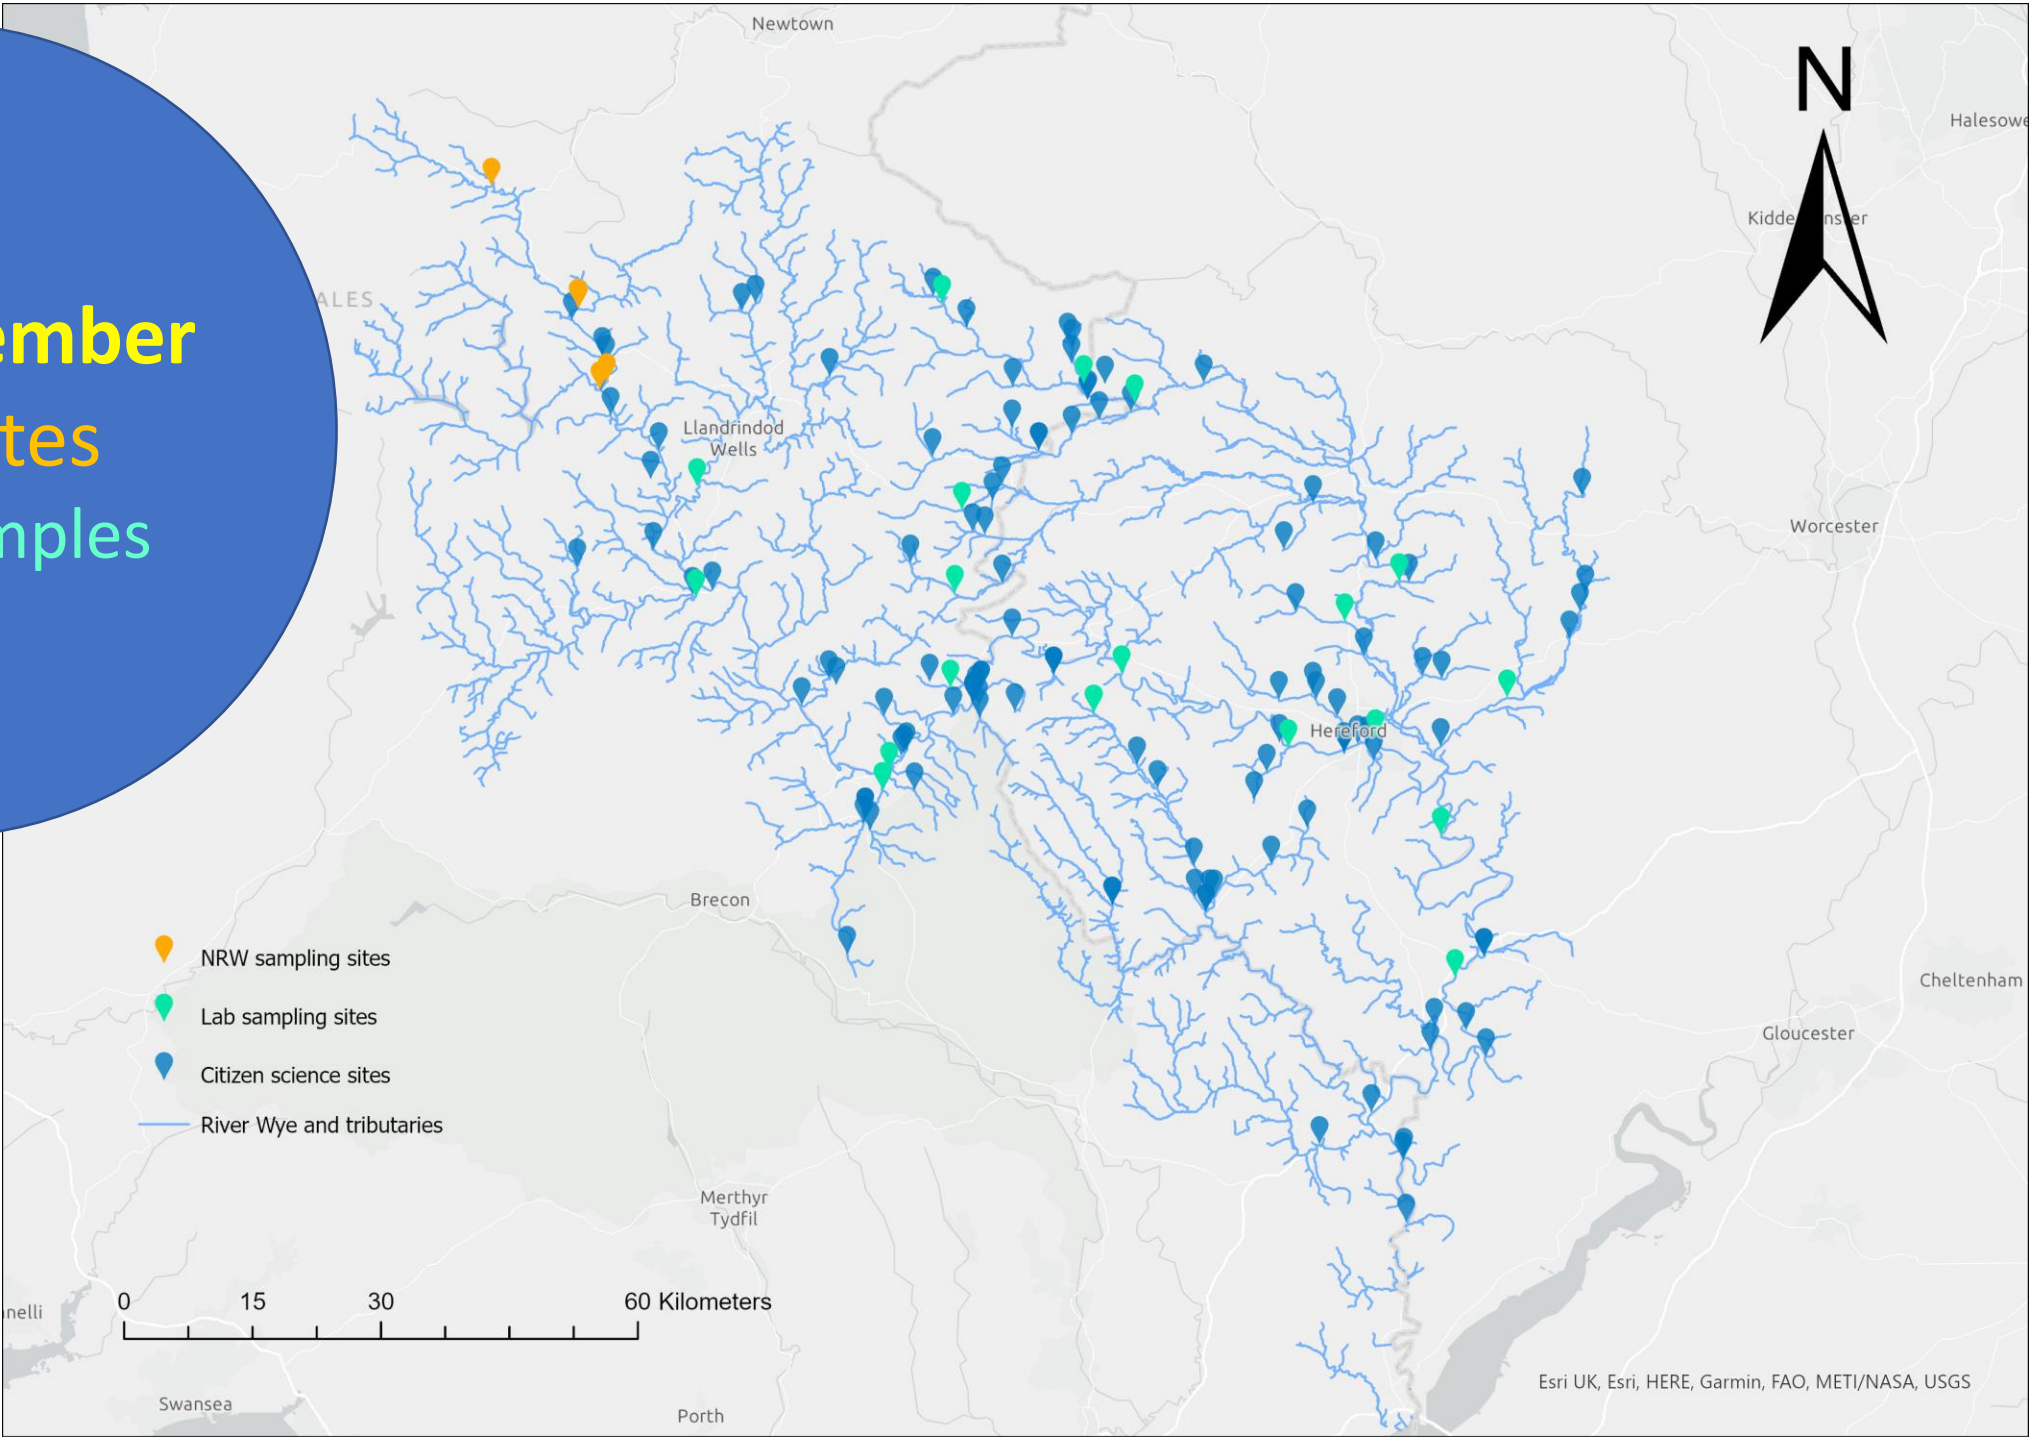 Newtown
N
Halesowe
Kidde nster
ALES
ember
tes
mples
Llandrindod
Wells
Worcester
Hereford
Brecon
NRW sampling sites
Lab sampling sites
Citizen science sites
River Wye and tributaries
Cheltenham
Gloucester
Merthyr
Tydfil
0 15 30 60 Kilometers
nelli
Swansea
Porth
Esri UK, Esri, HERE, Garmin, FAO, METI/NASA, USGS